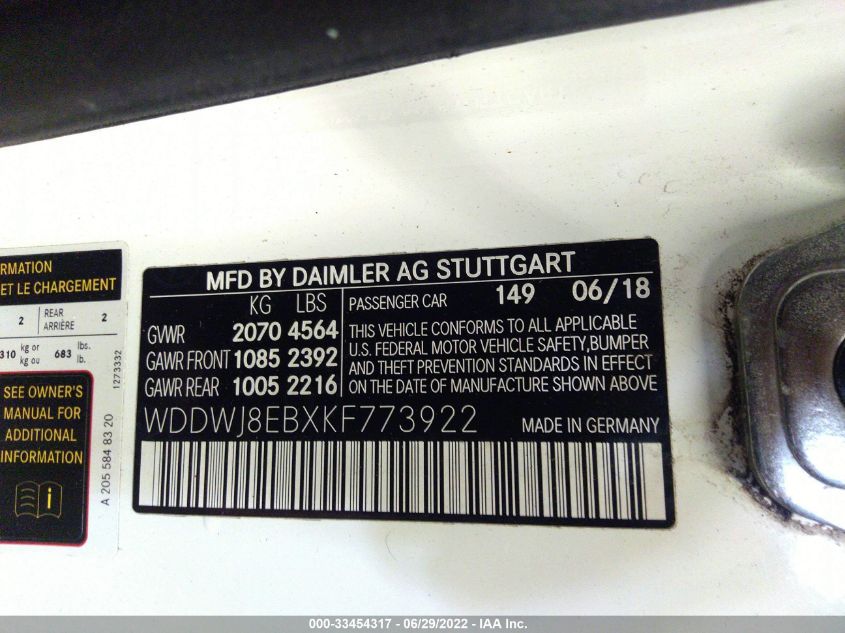 RMATION
ET LE CHARGEMENT
2 REAR ARRIÈRE 2
310 kg or kg ou 683 lbs. lb.
1273332
SEE OWNER'S
MANUAL FOR
ADDITIONAL
INFORMATION
A 205 584 83 20
MFD BY DAIMLER AG STUTTGART
KG LBS
GVWR 2070 4564
GAWR FRONT 1085 2392
GAWR REAR 1005 2216
PASSENGER CAR 149 06/18
THIS VEHICLE CONFORMS TO ALL APPLICABLE
U.S. FEDERAL MOTOR VEHICLE SAFETY,BUMPER
AND THEFT PREVENTION STANDARDS IN EFFECT
ON THE DATE OF MANUFACTURE SHOWN ABOVE
WDDWJ8EBXKF773922
MADE IN GERMANY
000-33454317 - 06/29/2022 - IAA Inc.